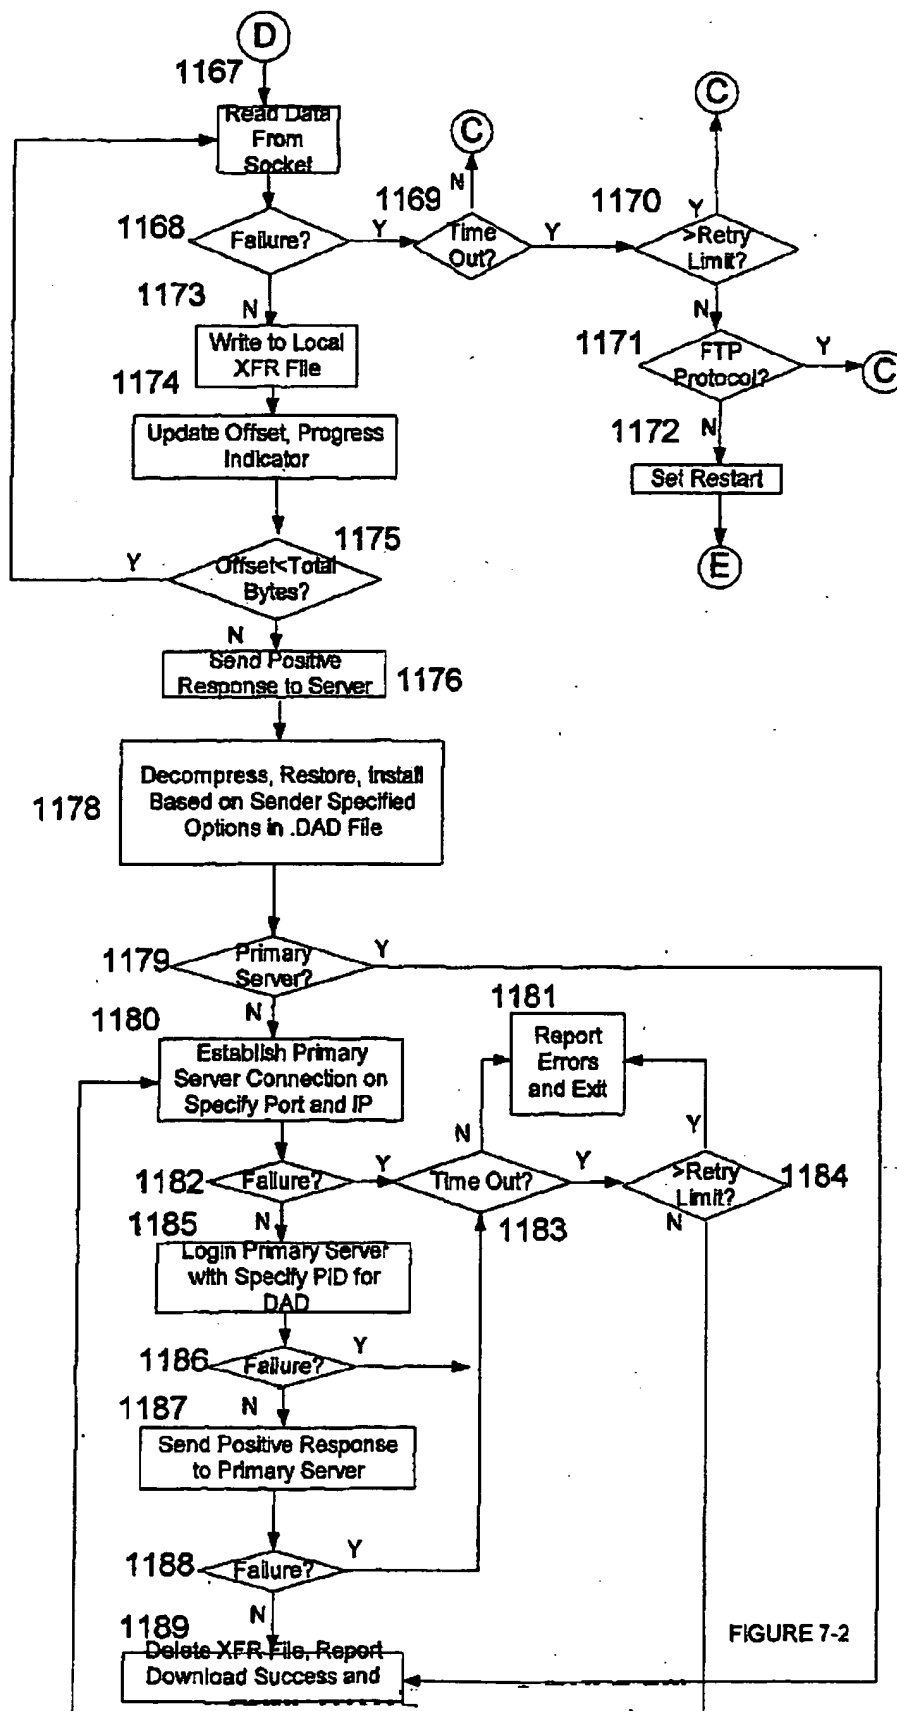 D
1167
Read Data
From
Socket
C
C
1168
Failure?
Y
1169
N
Time
Out?
Y
1170
Y
>Retry
Limit?
1173
N
N
Write to Local
XFR File
1171
FTP
Protocol?
Y
C
1174
Update Offset, Progress
Indicator
1172
N
Set Restart
E
1175
Y
Offset<Total
Bytes?
N
Send Positive
Response to Server
1176
1178
Decompress, Restore, Install
Based on Sender Specified
Options in .DAD File
1179
Primary
Server?
Y
N
1180
Establish Primary
Server Connection on
Specify Port and IP
1181
Report
Errors
and Exit
N
Y
1182
Failure?
Y
Time Out?
Y
>Retry
Limit?
1184
1183
N
N
1185
Login Primary Server
with Specify PID for
DAD
1186
Failure?
Y
N
1187
Send Positive Response
to Primary Server
1188
Failure?
Y
N
1189
Delete XFR File, Report
Download Success and
FIGURE 7-2